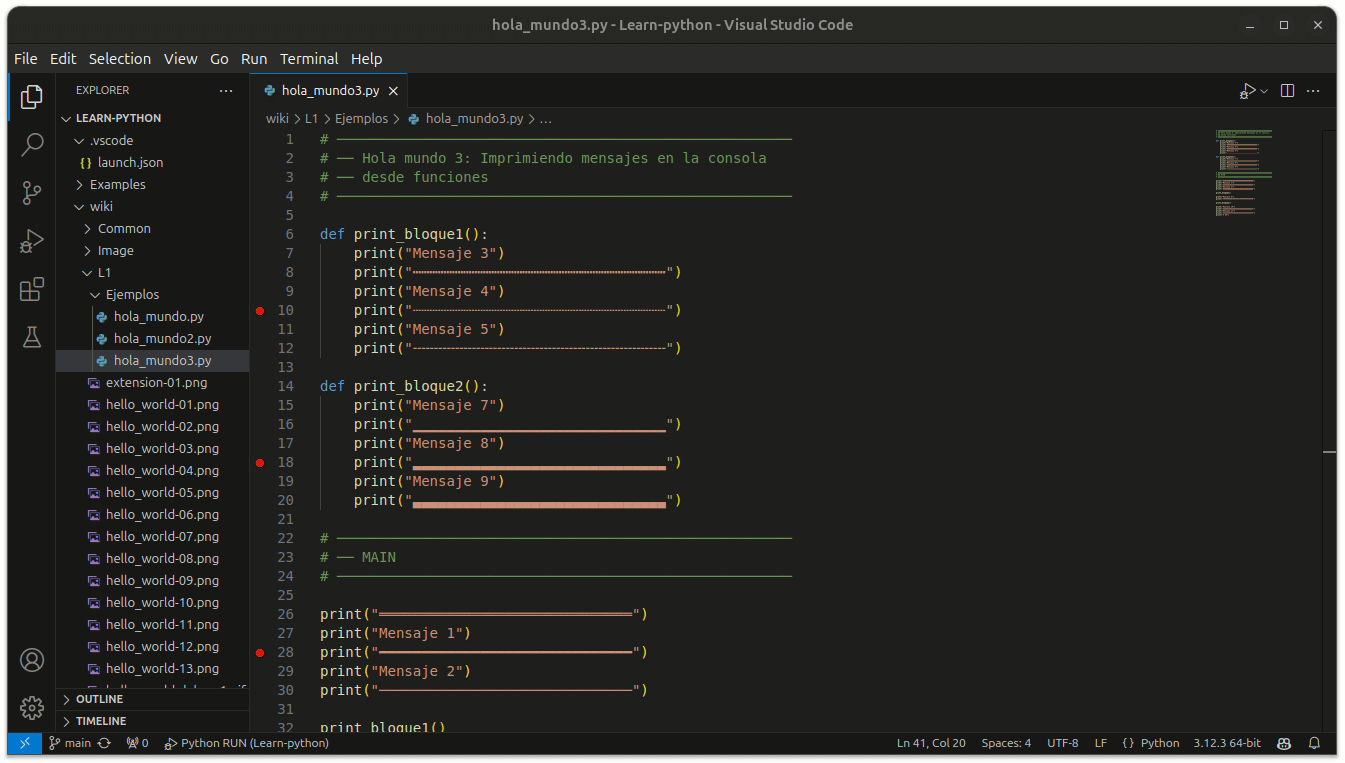 hola_mundo3.py - Learn-python - Visual Studio Code
File Edit Selection View Go Run Terminal Help
EXPLORER
LEARN-PYTHON
.vscode
{} launch.json
Examples
wiki
Common
Image
L1
Ejemplos
hola_mundo.py
hola_mundo2.py
hola_mundo3.py
extension-01.png
hello_world-01.png
hello_world-02.png
hello_world-03.png
hello_world-04.png
hello_world-05.png
hello_world-06.png
hello_world-07.png
hello_world-08.png
hello_world-09.png
hello_world-10.png
hello_world-11.png
hello_world-12.png
hello_world-13.png
OUTLINE
TIMELINE
hola_mundo3.py
wiki > L1 > Ejemplos > hola_mundo3.py > ...
1 # ──────────────────────────────────────────────────────
2 # ── Hola mundo 3: Imprimiendo mensajes en la consola
3 # ── desde funciones
4 # ──────────────────────────────────────────────────────
5
6 def print_bloque1():
7 print("Mensaje 3")
8 print("┅┅┅┅┅┅┅┅┅┅┅┅┅┅┅┅┅┅┅┅┅┅┅┅┅┅┅┅┅┅")
9 print("Mensaje 4")
10 print("┄┄┄┄┄┄┄┄┄┄┄┄┄┄┄┄┄┄┄┄┄┄┄┄┄┄┄┄┄┄")
11 print("Mensaje 5")
12 print("╌╌╌╌╌╌╌╌╌╌╌╌╌╌╌╌╌╌╌╌╌╌╌╌╌╌╌╌╌╌")
13
14 def print_bloque2():
15 print("Mensaje 7")
16 print("▁▁▁▁▁▁▁▁▁▁▁▁▁▁▁▁▁▁▁▁▁▁▁▁▁▁▁▁▁▁")
17 print("Mensaje 8")
18 print("▂▂▂▂▂▂▂▂▂▂▂▂▂▂▂▂▂▂▂▂▂▂▂▂▂▂▂▂▂▂")
19 print("Mensaje 9")
20 print("▃▃▃▃▃▃▃▃▃▃▃▃▃▃▃▃▃▃▃▃▃▃▃▃▃▃▃▃▃▃")
21
22 # ──────────────────────────────────────────────────────
23 # ── MAIN
24 # ──────────────────────────────────────────────────────
25
26 print("══════════════════════════════")
27 print("Mensaje 1")
28 print("━━━━━━━━━━━━━━━━━━━━━━━━━━━━━━")
29 print("Mensaje 2")
30 print("──────────────────────────────")
31
32 print_bloque1()
main 0 Python RUN (Learn-python) Ln 41, Col 20 Spaces: 4 UTF-8 LF {} Python 3.12.3 64-bit